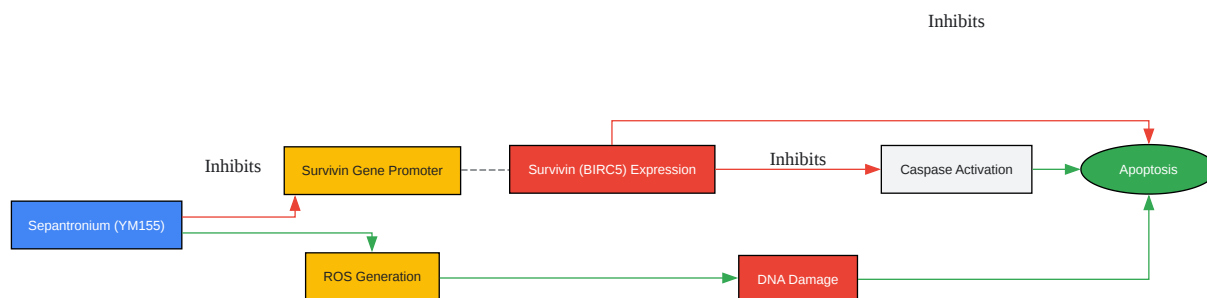 Inhibits
Inhibits
Survivin Gene Promoter
Survivin (BIRC5) Expression
Inhibits
Caspase Activation
Apoptosis
Sepantronium (YM155)
ROS Generation
DNA Damage